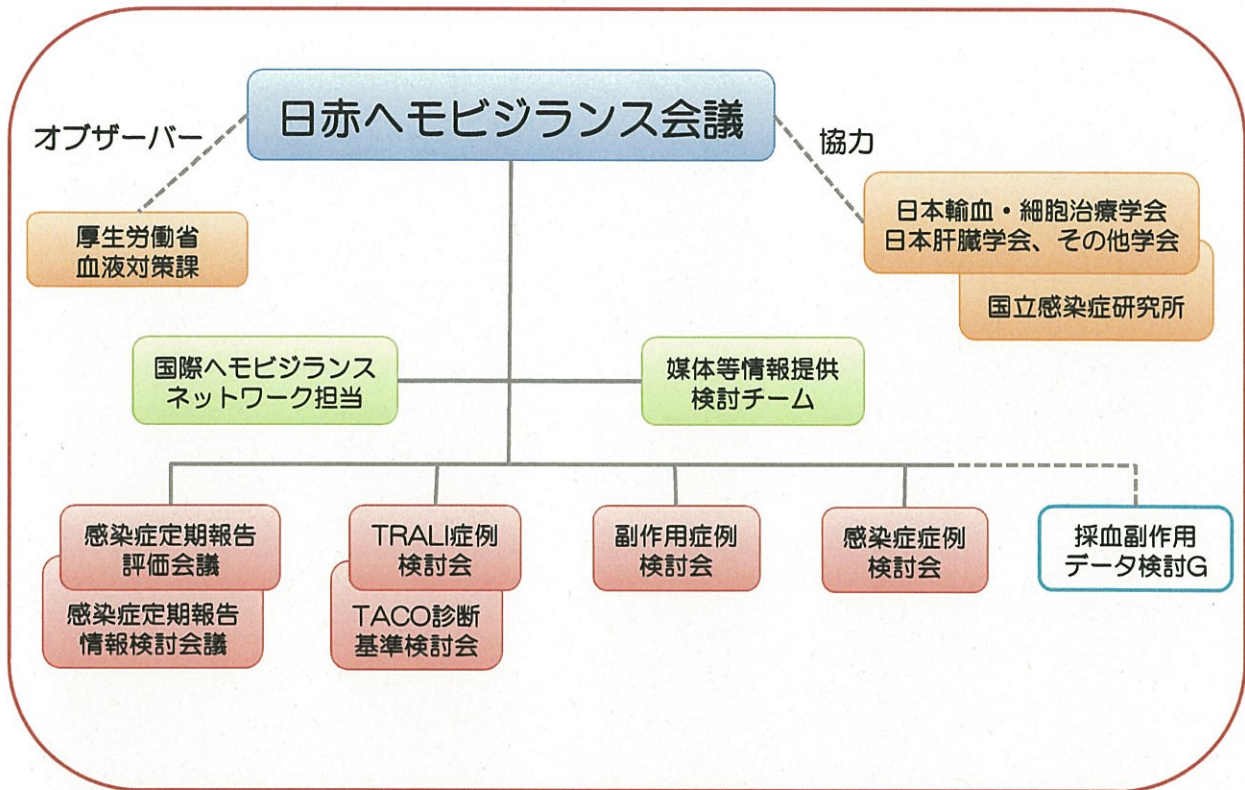 日赤ヘモビジランス会議
オブザーバー
協力
厚生労働省
血液対策課
日本輸血・細胞治療学会
日本肝臓学会、その他学会
国立感染症研究所
国際ヘモビジランス
ネットワーク担当
媒体等情報提供
検討チーム
感染症定期報告
評価会議
感染症定期報告
情報検討会議
TRALI症例
検討会
TACO診断
基準検討会
副作用症例
検討会
感染症症例
検討会
採血副作用
データ検討G